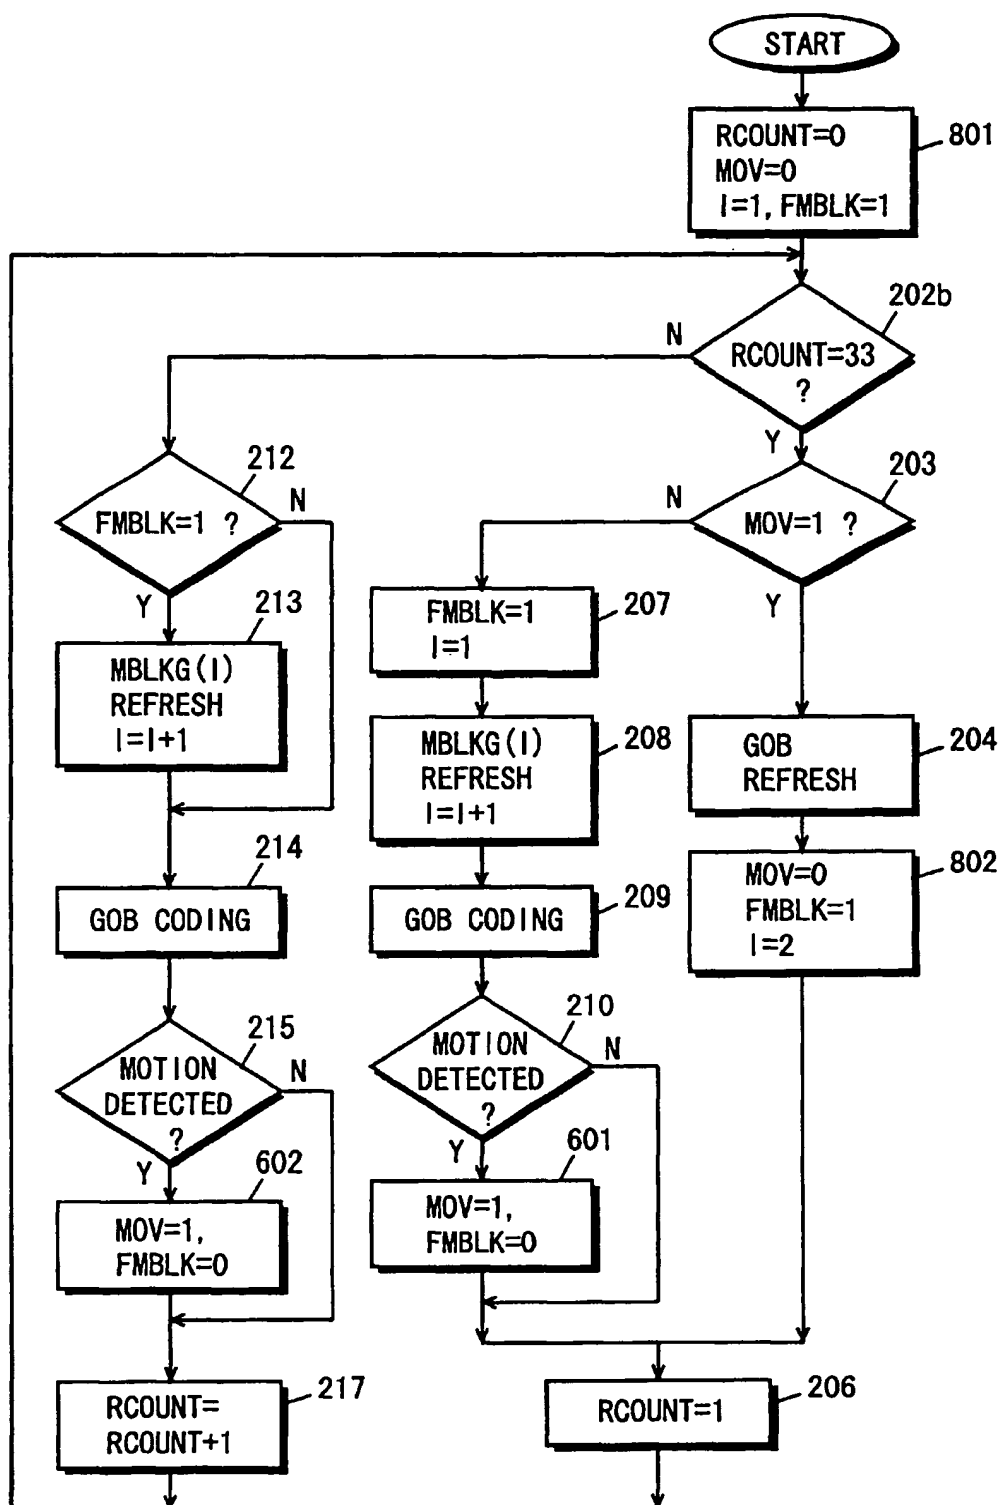 START
RCOUNT=0
MOV=0
I=1, FMBLK=1
801
202b
RCOUNT=33
?
N
Y
212
FMBLK=1 ?
N
Y
203
MOV=1 ?
N
Y
213
MBLKG(I)
REFRESH
I=I+1
FMBLK=1
I=1
207
MBLKG(I)
REFRESH
I=I+1
208
GOB
REFRESH
204
214
GOB CODING
GOB CODING
209
MOV=0
FMBLK=1
I=2
802
215
MOTION
DETECTED
?
N
Y
210
MOTION
DETECTED
?
N
Y
602
MOV=1,
FMBLK=0
601
MOV=1,
FMBLK=0
RCOUNT=
RCOUNT+1
217
RCOUNT=1
206